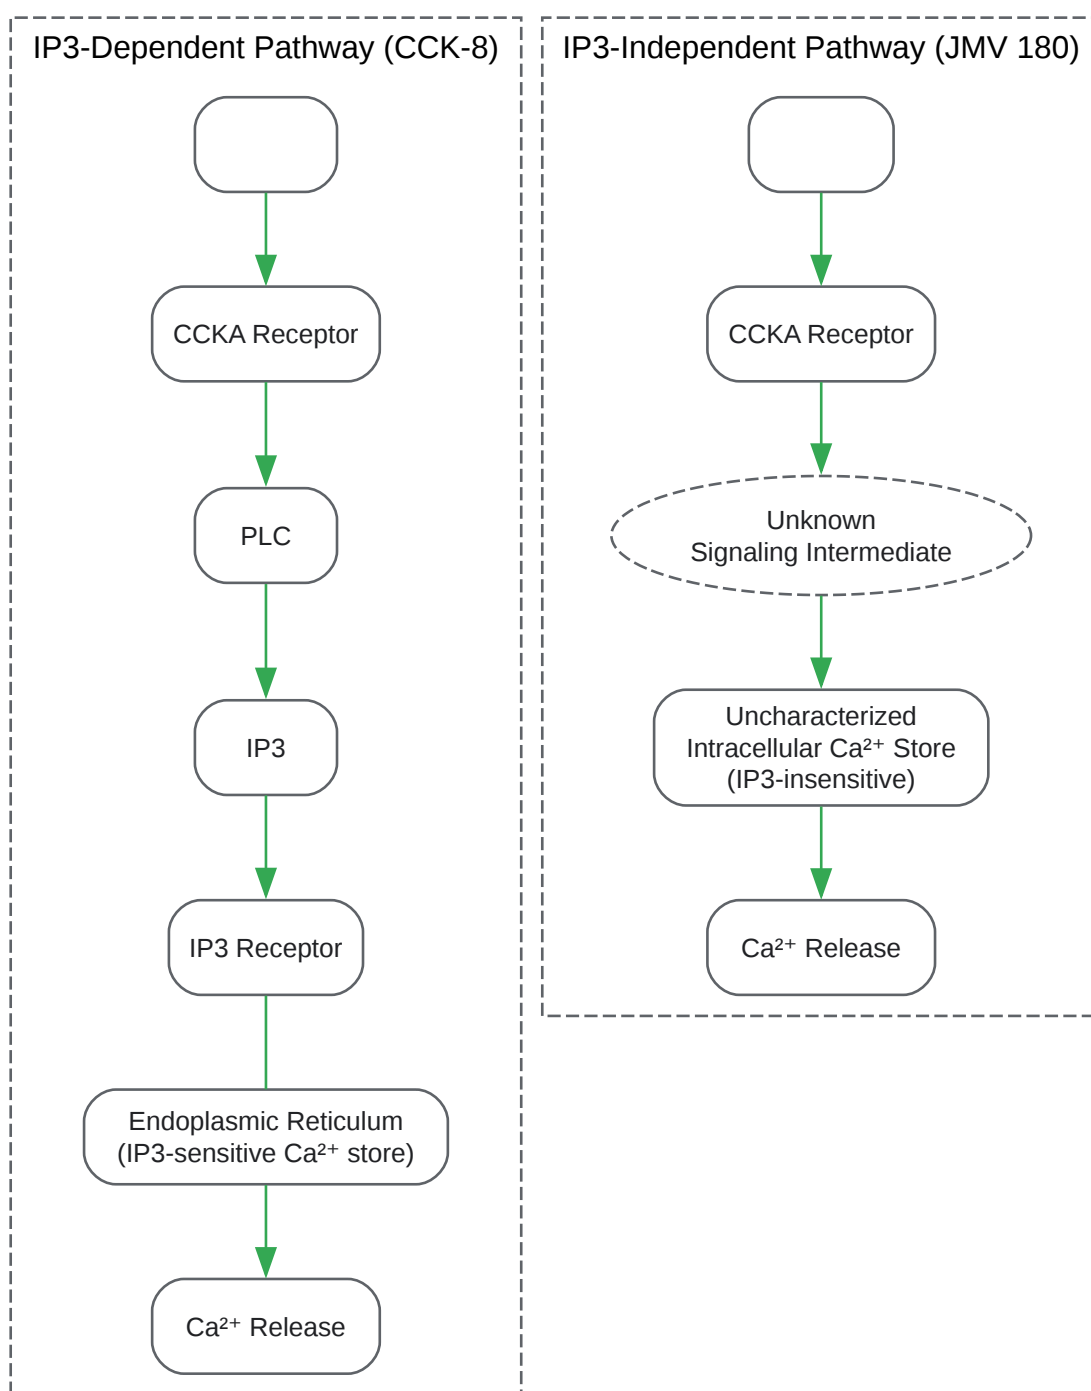 IP3-Dependent Pathway (CCK-8)
CCKA Receptor
PLC
IP3
IP3 Receptor
Endoplasmic Reticulum
(IP3-sensitive Ca²⁺ store)
Ca²⁺ Release
IP3-Independent Pathway (JMV 180)
CCKA Receptor
Unknown
Signaling Intermediate
Uncharacterized
Intracellular Ca²⁺ Store
(IP3-insensitive)
Ca²⁺ Release